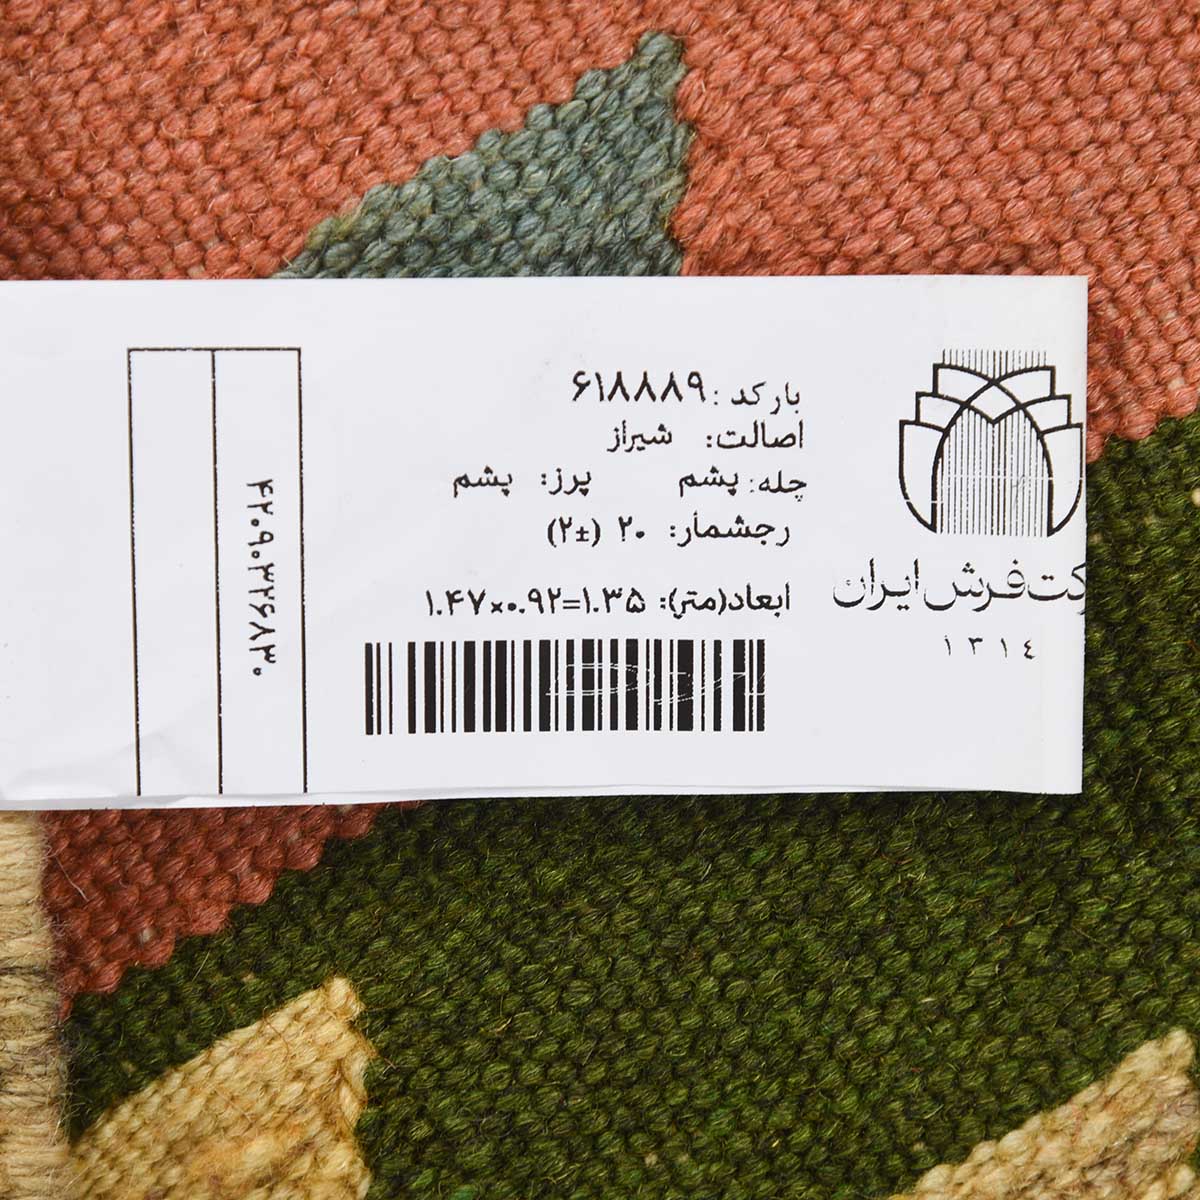 بارکد: ۶۱۸۸۸۹
اصالت: شیراز
چله: پشم پرز: پشم
رجشمار: ۲۰ (±۲)
ابعاد(متر): ۱.۳۵=۰.۹۲×۱.۴۷
کت فرش ایران
۱۳۱٤
۴۲۰۹۰۳۲۶۸۳۰